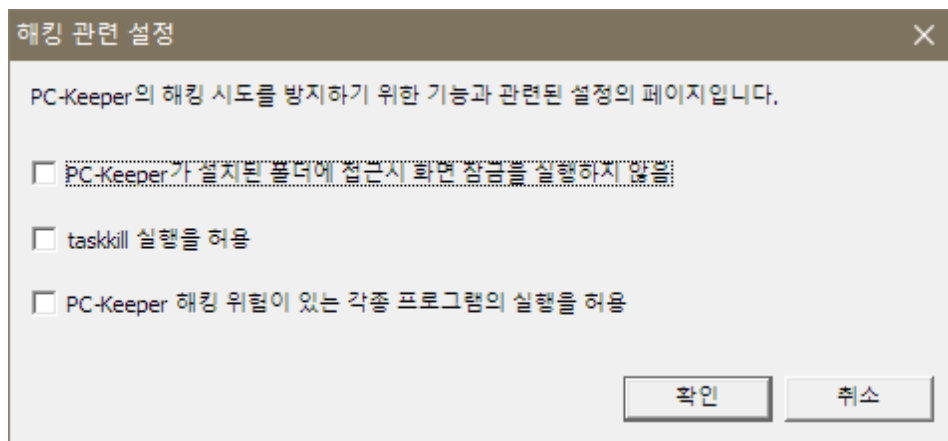 해킹 관련 설정
PC-Keeper의 해킹 시도를 방지하기 위한 기능과 관련된 설정의 페이지입니다.
PC-Keeper가 설치된 폴더에 접근시 화면 잠금을 실행하지 않음
taskkill 실행을 허용
PC-Keeper 해킹 위험이 있는 각종 프로그램의 실행을 허용
확인 취소